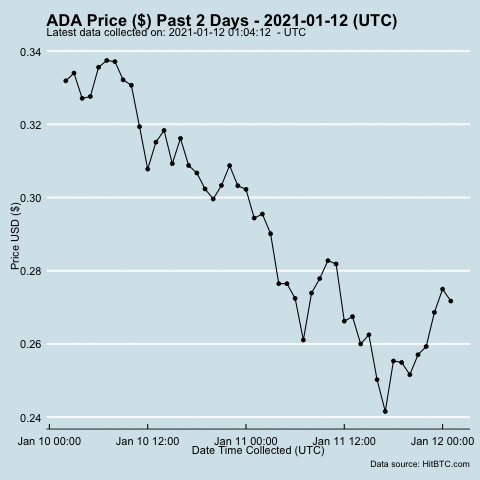 ADA Price ($) Past 2 Days - 2021-01-12 (UTC)
Latest data collected on: 2021-01-12 01:04:12 - UTC
0.34
0.32
0.30
0.28
0.26
0.24
Price USD ($)
Jan 10 00:00 Jan 10 12:00 Jan 11 00:00 Jan 11 12:00 Jan 12 00:00
Date Time Collected (UTC)
Data source: HitBTC.com